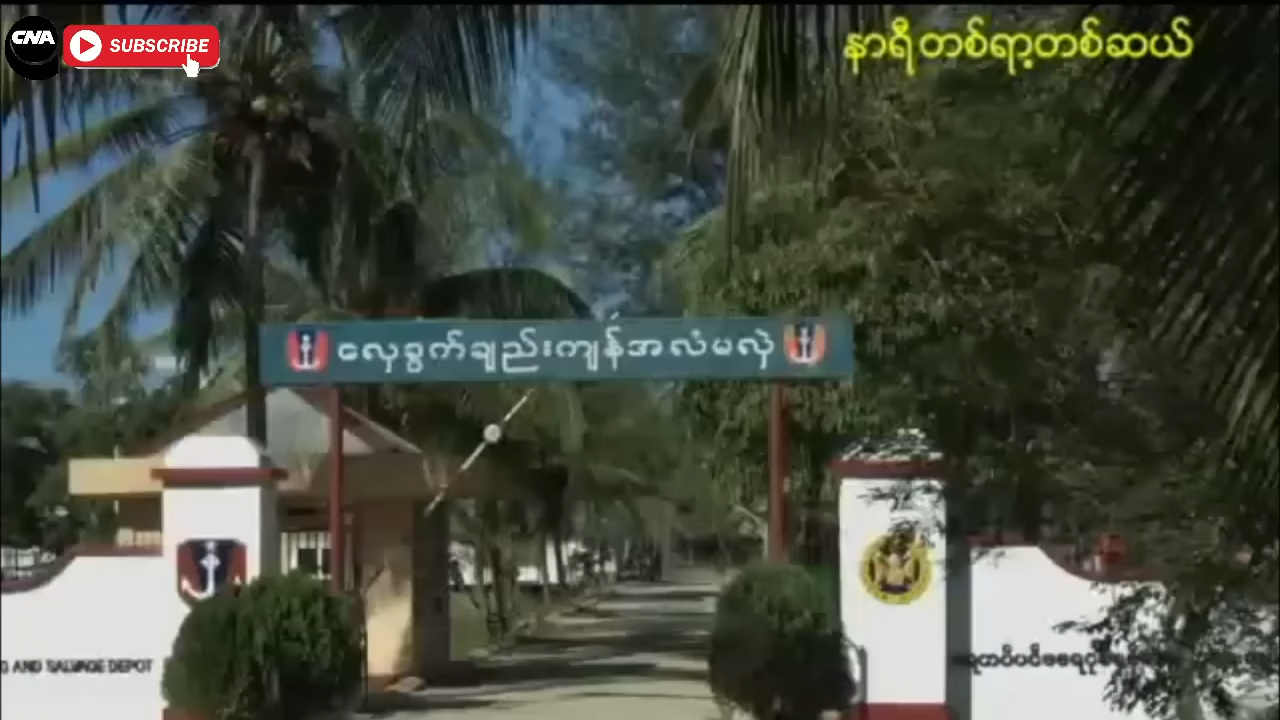 CNA
SUBSCRIBE
နာရီတစ်ရာ့တစ်ဆယ်
လေှခွက်ချည်းကျန်အလံမလှဲ
AND SALVAGE DEPOT